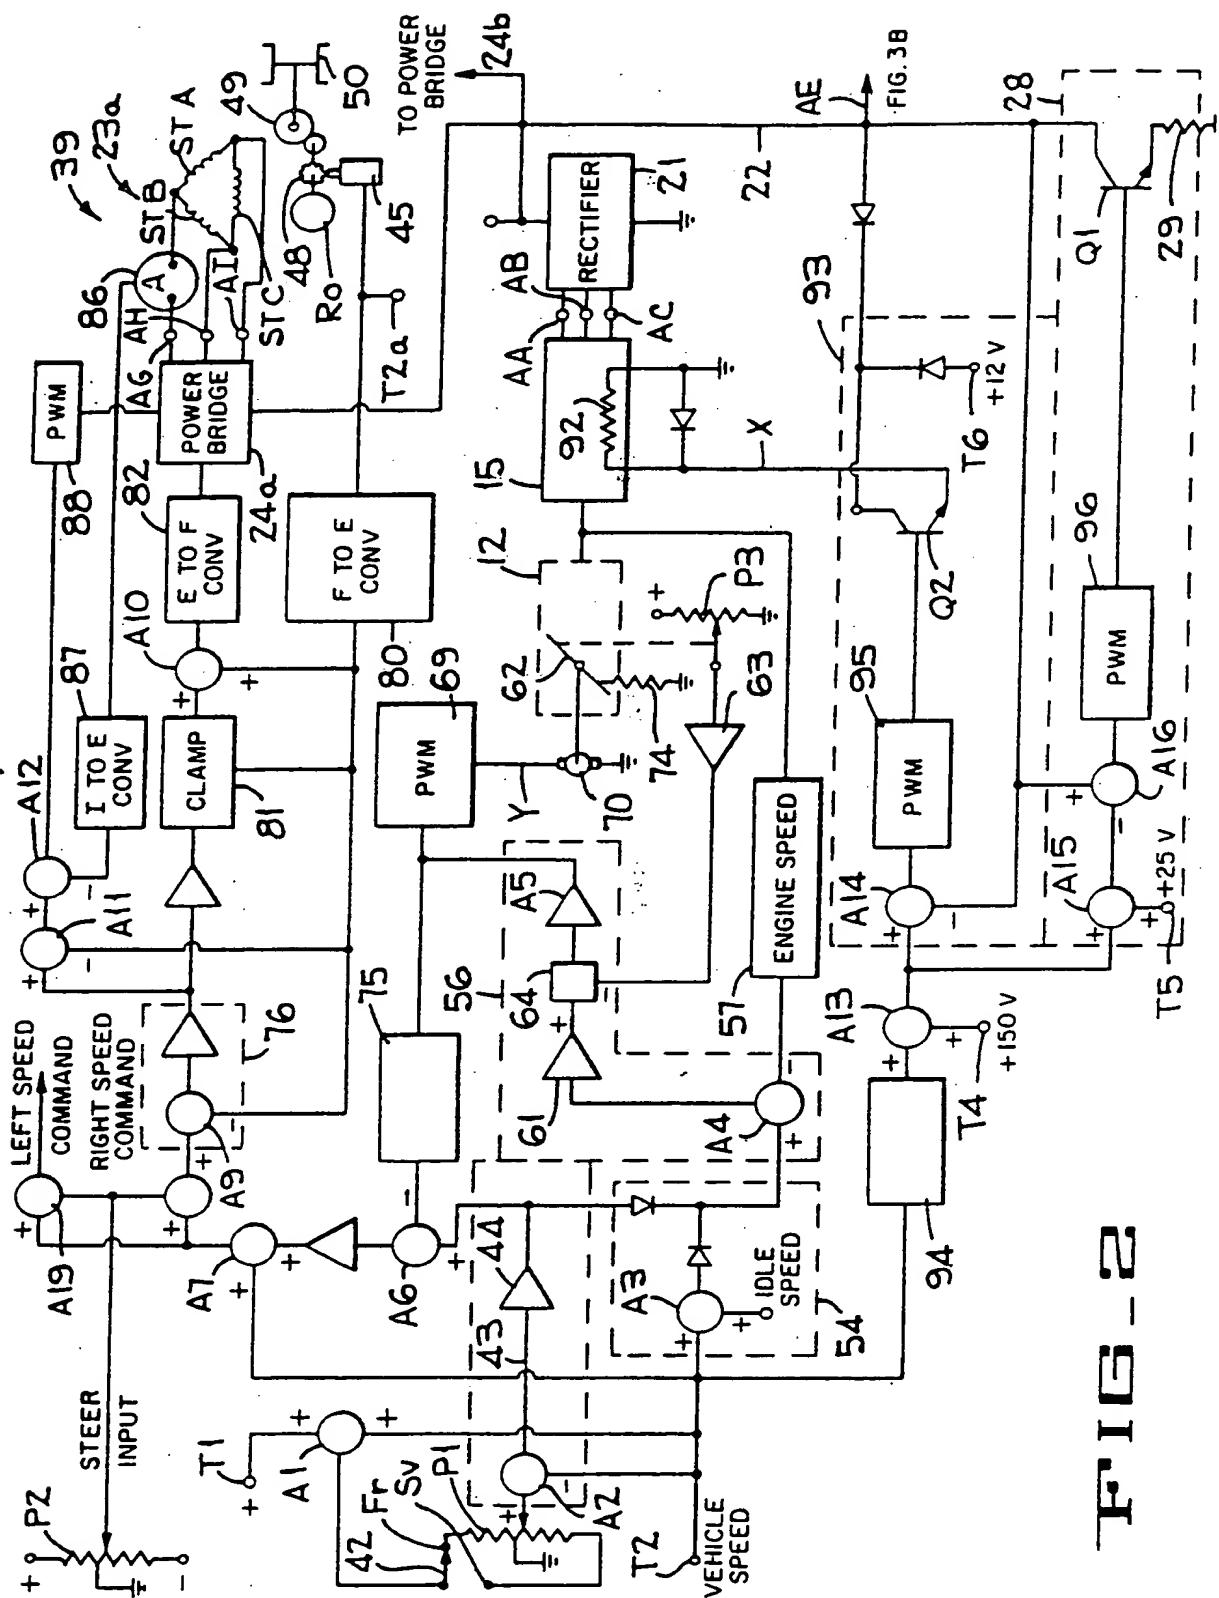 39
23a
ST A
STB
86
A
AH
AG
AI
STC
49
50
48
Ro
45
T2a
TO POWER
BRIDGE
24b
PWM
88
POWER
BRIDGE
24a
82
E TO F
CONV
F TO E
CONV
80
A10
+
+
87
I TO E
CONV
A12
+
-
CLAMP
81
A11
+
-
LEFT SPEED
COMMAND
RIGHT SPEED
COMMAND
76
A9
+
-
+
+
A19
A7
+
+
A6
+
-
75
PWM
69
Y
70
STEER
INPUT
P2
+
-
T1
+
A1
+
+
42
Fr
Sv
P1
+
-
A2
43
44
T2
VEHICLE
SPEED
A3
+
+
IDLE
SPEED
54
56
61
+
64
-
A5
A4
+
-
57
ENGINE SPEED
12
62
74
63
P3
+
15
92
AA
AB
AC
RECTIFIER
21
22
X
AE
FIG. 3B
93
T6
+12 V
Q2
95
PWM
A14
+
-
A13
+
+
T4
+150V
94
28
Q1
29
96
PWM
A16
+
-
A15
+
+
T5
+25 V
FIG_2